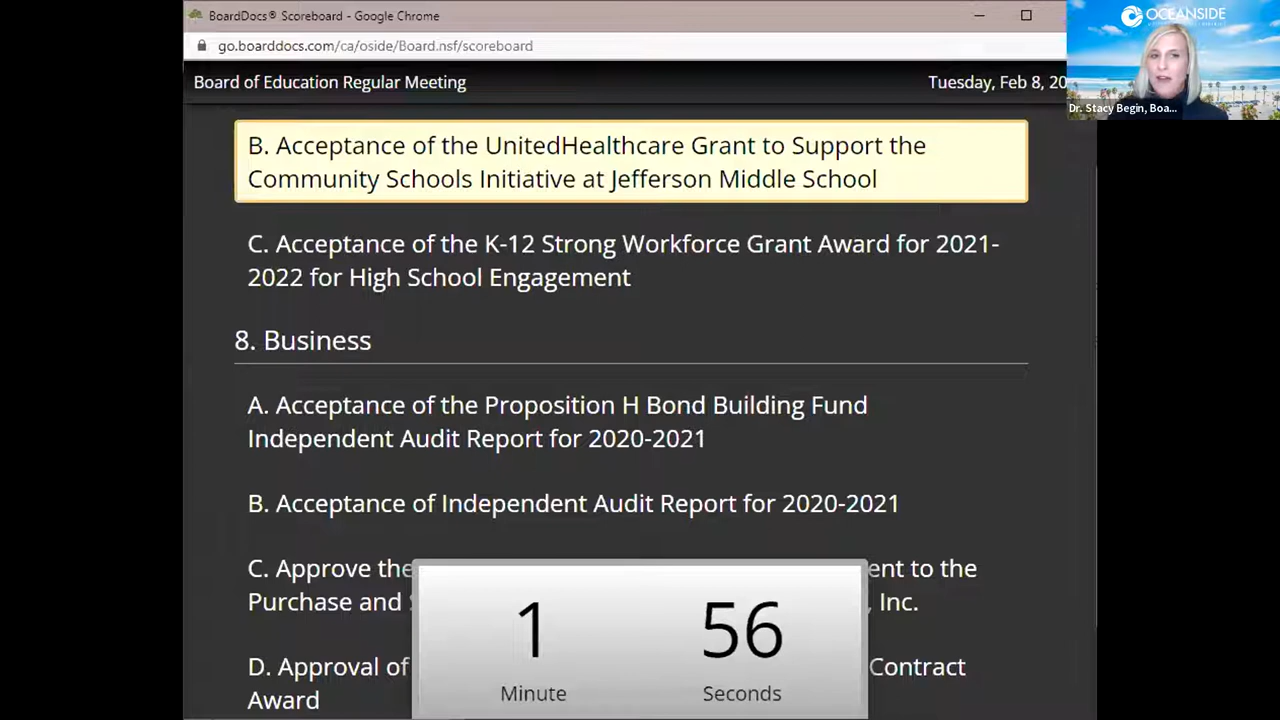 BoardDocs® Scoreboard - Google Chrome
go.boarddocs.com/ca/oside/Board.nsf/scoreboard
OCEANSIDE
Board of Education Regular Meeting
Tuesday, Feb 8, 20
Dr. Stacy Begin, Boa...
B. Acceptance of the UnitedHealthcare Grant to Support the
Community Schools Initiative at Jefferson Middle School
C. Acceptance of the K-12 Strong Workforce Grant Award for 2021-
2022 for High School Engagement
8. Business
A. Acceptance of the Proposition H Bond Building Fund
Independent Audit Report for 2020-2021
B. Acceptance of Independent Audit Report for 2020-2021
C. Approve the ent to the
Purchase and , Inc.
D. Approval of Contract
Award
1 56
Minute Seconds